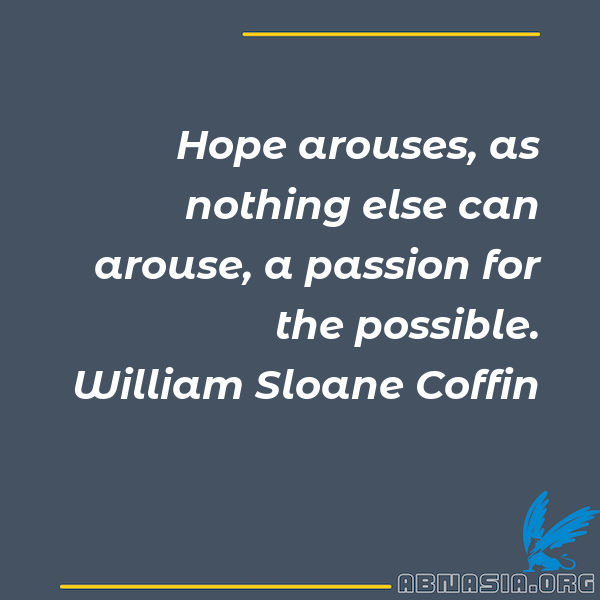 Hope arouses, as
nothing else can
arouse, a passion for
the possible.
William Sloane Coffin
ABNASIA.ORG